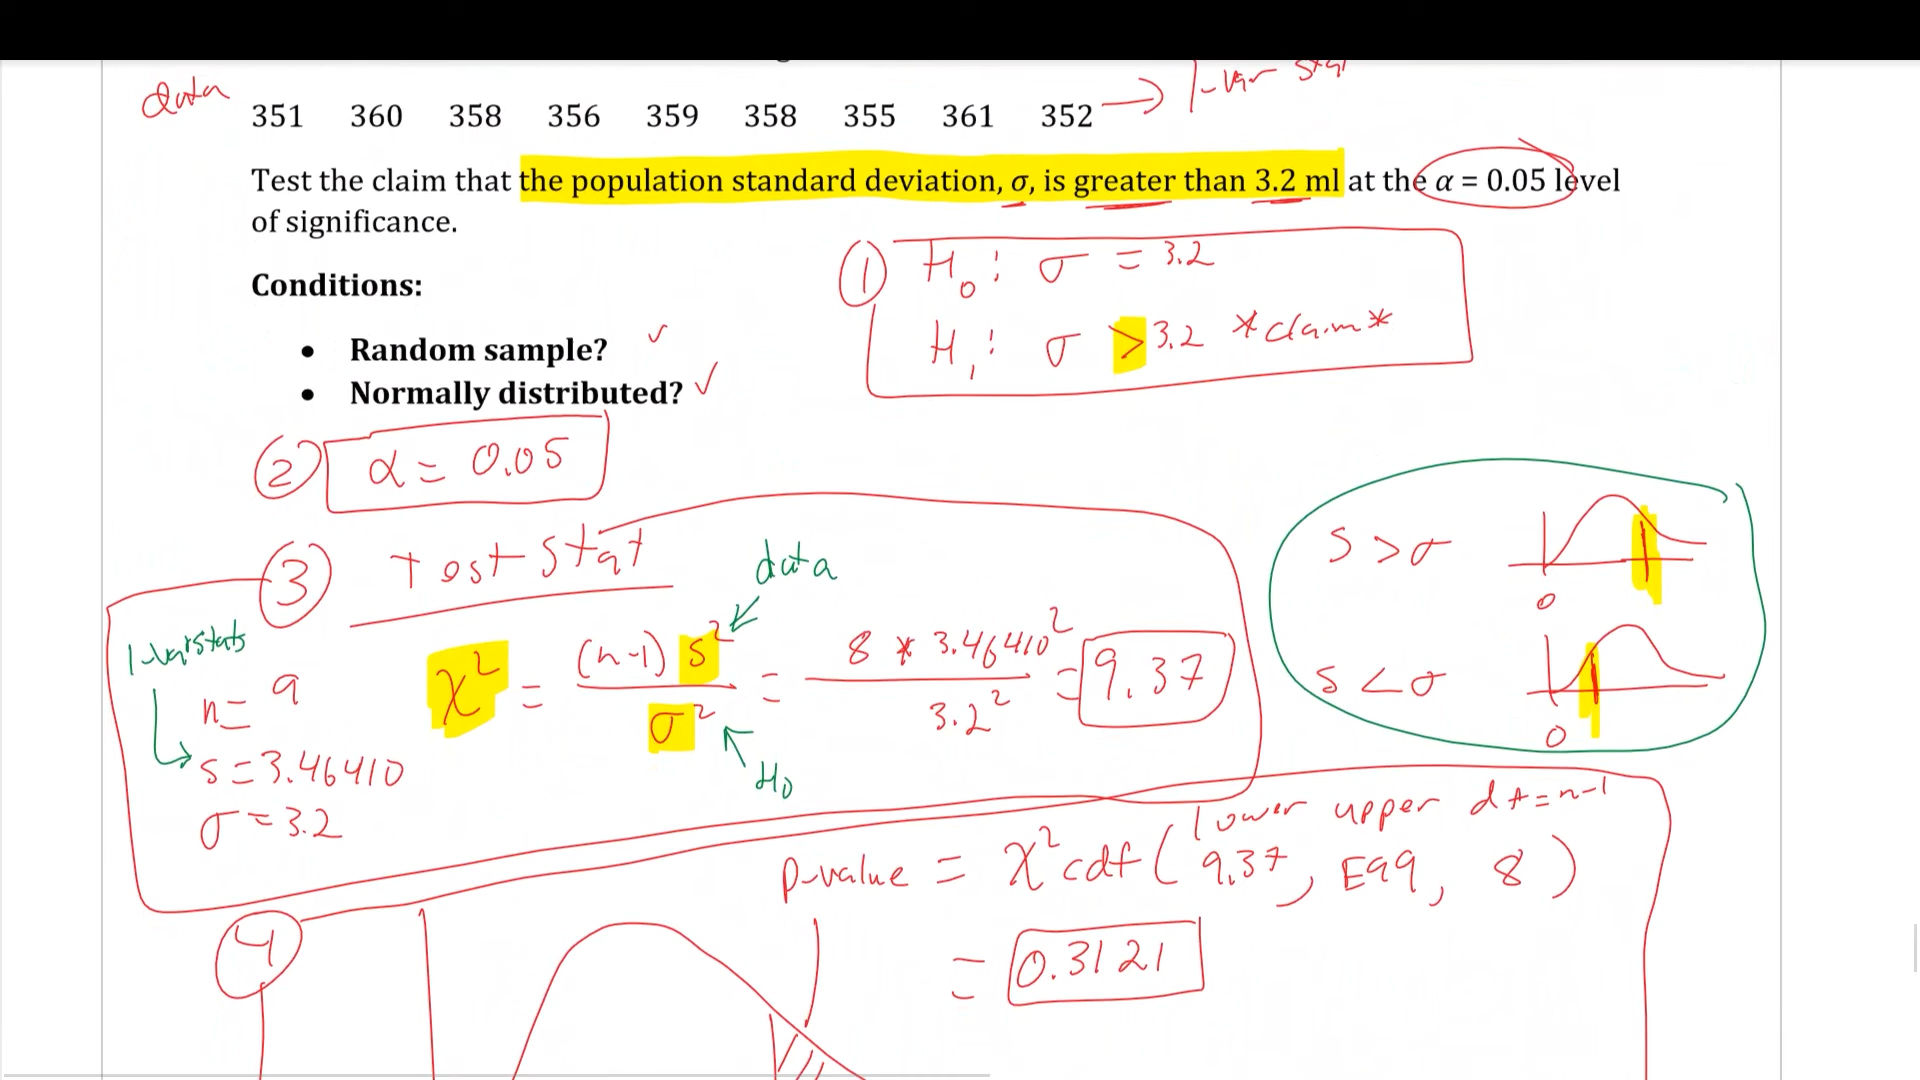 data
351 360 358 356 359 358 355 361 352 → 1-var
Test the claim that the population standard deviation, σ, is greater than 3.2 ml at the α = 0.05 level
of significance.
① H₀: σ = 3.2
H₁: σ > 3.2 *claim*
Conditions:
• Random sample? ✓
• Normally distributed? ✓
② α = 0.05
③ test stat
data
1-varstats
n = 9
s = 3.46410
σ = 3.2
χ² = (n-1) s² / σ² = 8 * 3.46410² / 3.2² = 9.37
H₀
s > σ
0
s < σ
0
lower upper df = n-1
p-value = χ²cdf(9.37, E99, 8)
= 0.3121
④